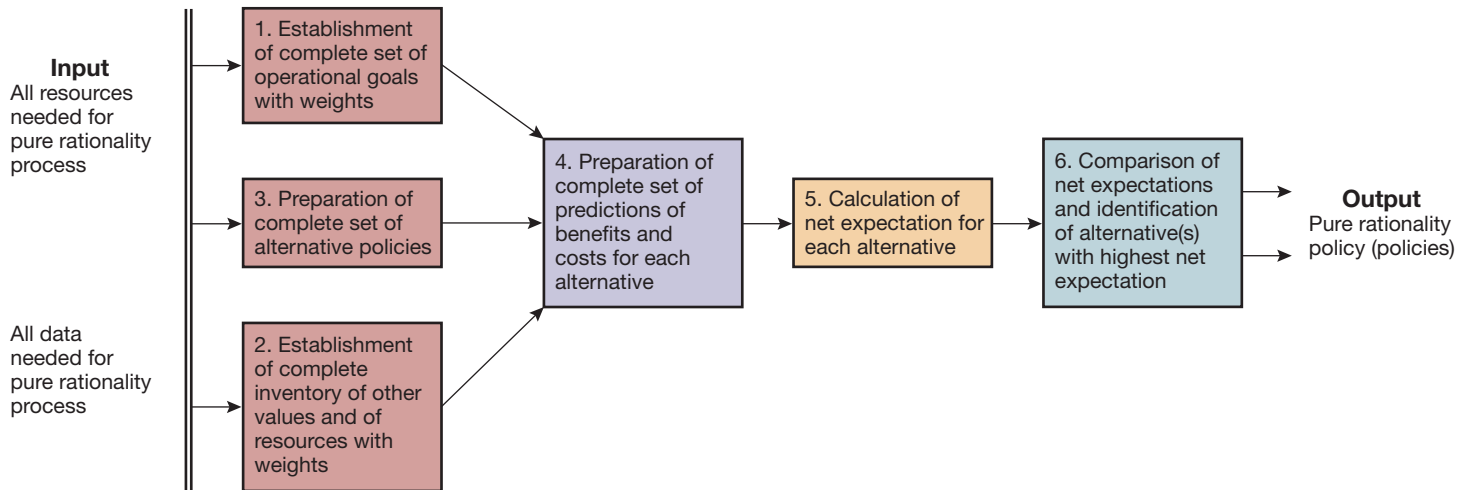 Input
All resources
needed for
pure rationality
process
All data
needed for
pure rationality
process
1. Establishment
of complete set of
operational goals
with weights
3. Preparation of
complete set of
alternative policies
2. Establishment
of complete
inventory of other
values and of
resources with
weights
4. Preparation of
complete set of
predictions of
benefits and
costs for each
alternative
5. Calculation of
net expectation for
each alternative
6. Comparison of
net expectations
and identification
of alternative(s)
with highest net
expectation
Output
Pure rationality
policy (policies)